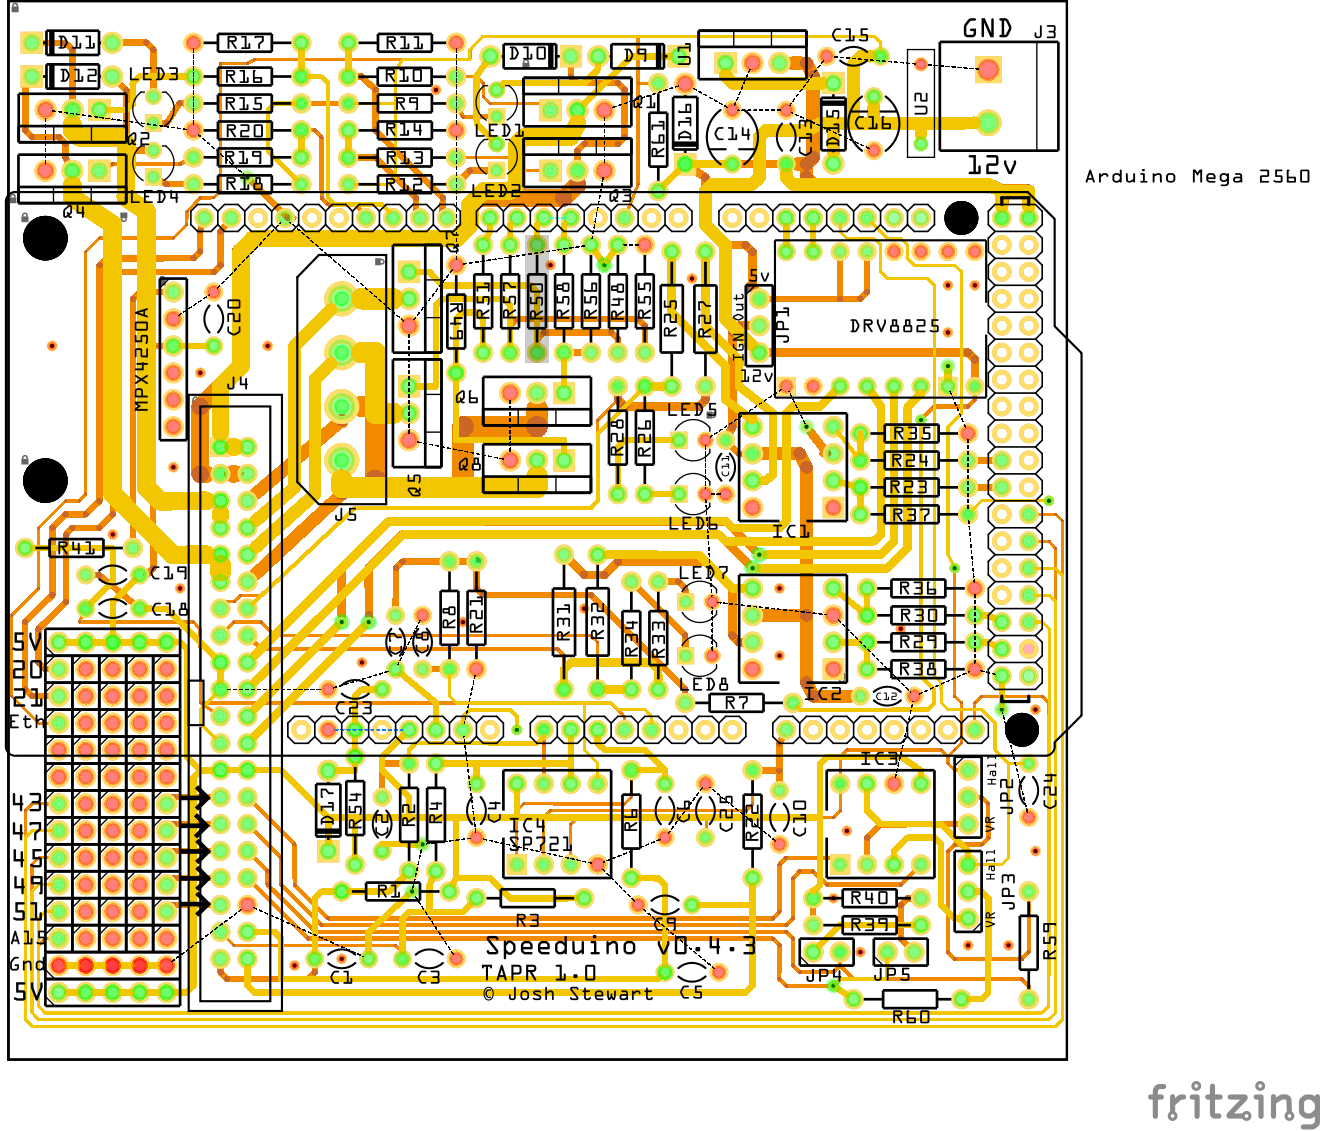 GND
J3
C15
D11
R17
R11
D10
D9
U1
D12
LED3
R16
R10
R15
R9
Q1
D16
U2
C14
C13
D15
C16
Q2
R20
R14
LED1
R61
R19
R13
12v
R18
R12
LED4
LED2
Q3
Arduino Mega 2560
Q4
Q7
5v
C20
R49
R51
R57
R50
R58
R56
R48
R55
R25
R27
IGN Out
JP1
DRV8825
MPX4250A
12v
J4
Q6
LED5
R28
R26
R35
Q8
C11
R24
Q5
R23
J5
LED6
R37
IC1
R41
C19
LED7
C18
R8
R21
R31
R32
R34
R33
R36
R30
5V
C7
C8
R29
20
R38
21
LED8
C23
R7
IC2
C12
Eth
IC3
Hall
JP2
C24
43
D17
R54
R2
R4
C4
R6
C6
C25
R22
C10
VR
47
C2
IC4
SP721
45
Hall
49
R1
R40
JP3
51
R3
C9
R39
VR
A15
Speeduino v0.4.3
R59
Gnd
C1
C3
TAPR 1.0
JP4
JP5
5V
© Josh Stewart
C5
R60
fritzing